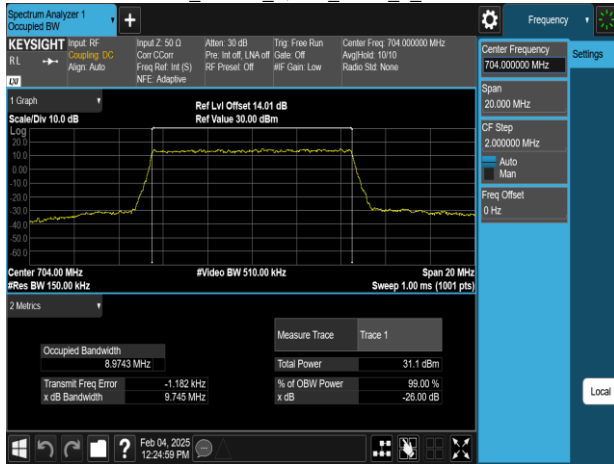 Spectrum Analyzer 1
Occupied BW
Frequency
KEYSIGHT
Input: RF
Coupling: DC
Align: Auto
R L
LXI
Input Z: 50 Ω
Corr CCorr
Freq Ref: Int (S)
NFE: Adaptive
Atten: 30 dB
Pre: Int off, LNA off
RF Preset: Off
Trig: Free Run
Gate: Off
#IF Gain: Low
Center Freq: 704.000000 MHz
Avg|Hold: 10/10
Radio Std: None
Center Frequency
704.000000 MHz
Settings
Span
20.000 MHz
CF Step
2.000000 MHz
Auto
Man
Freq Offset
0 Hz
Local
1 Graph
Scale/Div 10.0 dB
Ref Lvl Offset 14.01 dB
Ref Value 30.00 dBm
Log
20.0
10.0
0.00
-10.0
-20.0
-30.0
-40.0
-50.0
-60.0
Center 704.00 MHz
#Video BW 510.00 kHz
Span 20 MHz
#Res BW 150.00 kHz
Sweep 1.00 ms (1001 pts)
2 Metrics
Measure Trace Trace 1
Occupied Bandwidth
8.9743 MHz
Total Power 31.1 dBm
Transmit Freq Error -1.182 kHz
% of OBW Power 99.00 %
x dB Bandwidth 9.745 MHz
x dB -26.00 dB
Feb 04, 2025
12:24:59 PM